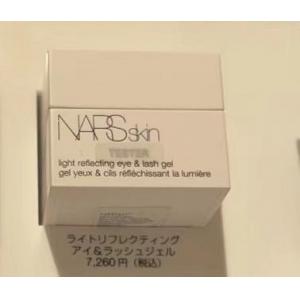 NARSskin
TESTER
light reflecting eye & lash gel
gel yeux & cils réfléchissant la lumière
ライトリフレクティング
アイ&ラッシュジェル
7,260円(税込)